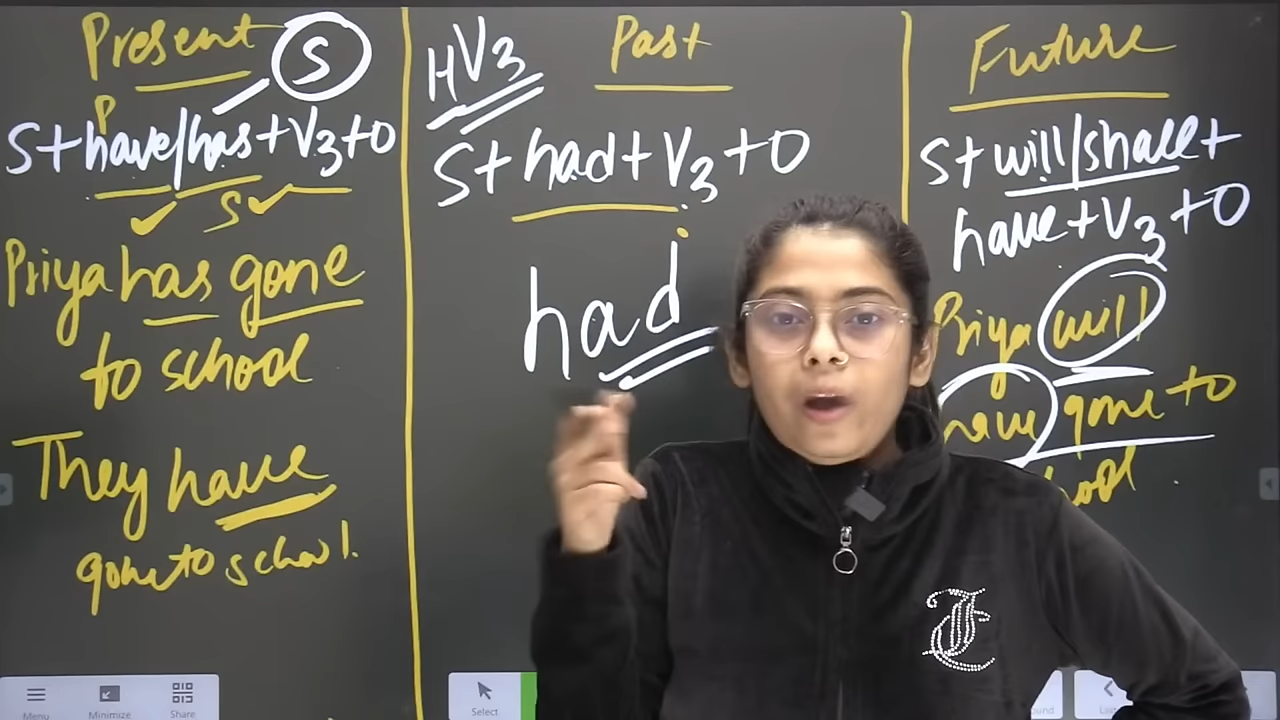 Present S
P
S+have/has+V3+O
S
Priya has gone
to school
They have
gone to school.
HV3 Past
S+had+V3+O
had
Future
S+will/shall+
have+V3+O
Priya will
have gone to
Menu Minimize Share
Select